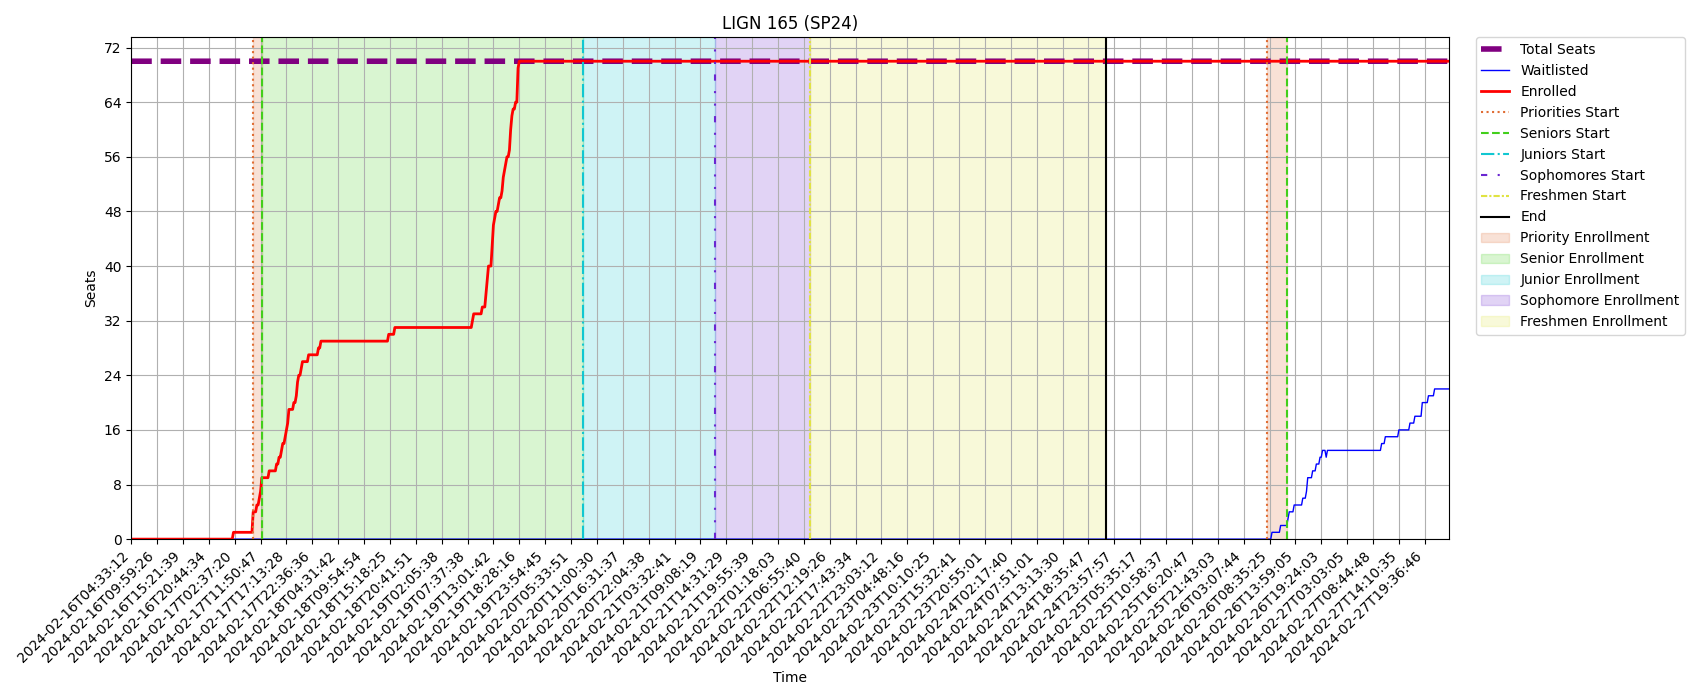 LIGN 165 (SP24)
Seats
72
64
56
48
40
32
24
16
8
0
2024-02-16T04:33:12
2024-02-16T09:59:26
2024-02-16T15:21:39
2024-02-16T20:44:34
2024-02-17T02:37:20
2024-02-17T11:50:47
2024-02-17T17:13:28
2024-02-17T22:36:36
2024-02-18T04:31:42
2024-02-18T09:54:54
2024-02-18T15:18:25
2024-02-18T20:41:51
2024-02-19T02:05:38
2024-02-19T07:37:38
2024-02-19T13:01:42
2024-02-19T18:28:16
2024-02-19T23:54:45
2024-02-20T05:33:51
2024-02-20T11:00:30
2024-02-20T16:31:37
2024-02-20T22:04:38
2024-02-21T03:32:41
2024-02-21T09:08:19
2024-02-21T14:31:29
2024-02-21T19:55:39
2024-02-22T01:18:03
2024-02-22T06:55:40
2024-02-22T12:19:26
2024-02-22T17:43:34
2024-02-22T23:03:12
2024-02-23T04:48:16
2024-02-23T10:10:25
2024-02-23T15:32:41
2024-02-23T20:55:01
2024-02-24T02:17:40
2024-02-24T07:51:01
2024-02-24T13:13:30
2024-02-24T18:35:47
2024-02-24T23:57:57
2024-02-25T05:35:17
2024-02-25T10:58:37
2024-02-25T16:20:47
2024-02-25T21:43:03
2024-02-26T03:07:44
2024-02-26T08:35:25
2024-02-26T13:59:05
2024-02-26T19:24:03
2024-02-27T03:03:05
2024-02-27T08:44:48
2024-02-27T14:10:35
2024-02-27T19:36:46
Time
Total Seats
Waitlisted
Enrolled
Priorities Start
Seniors Start
Juniors Start
Sophomores Start
Freshmen Start
End
Priority Enrollment
Senior Enrollment
Junior Enrollment
Sophomore Enrollment
Freshmen Enrollment